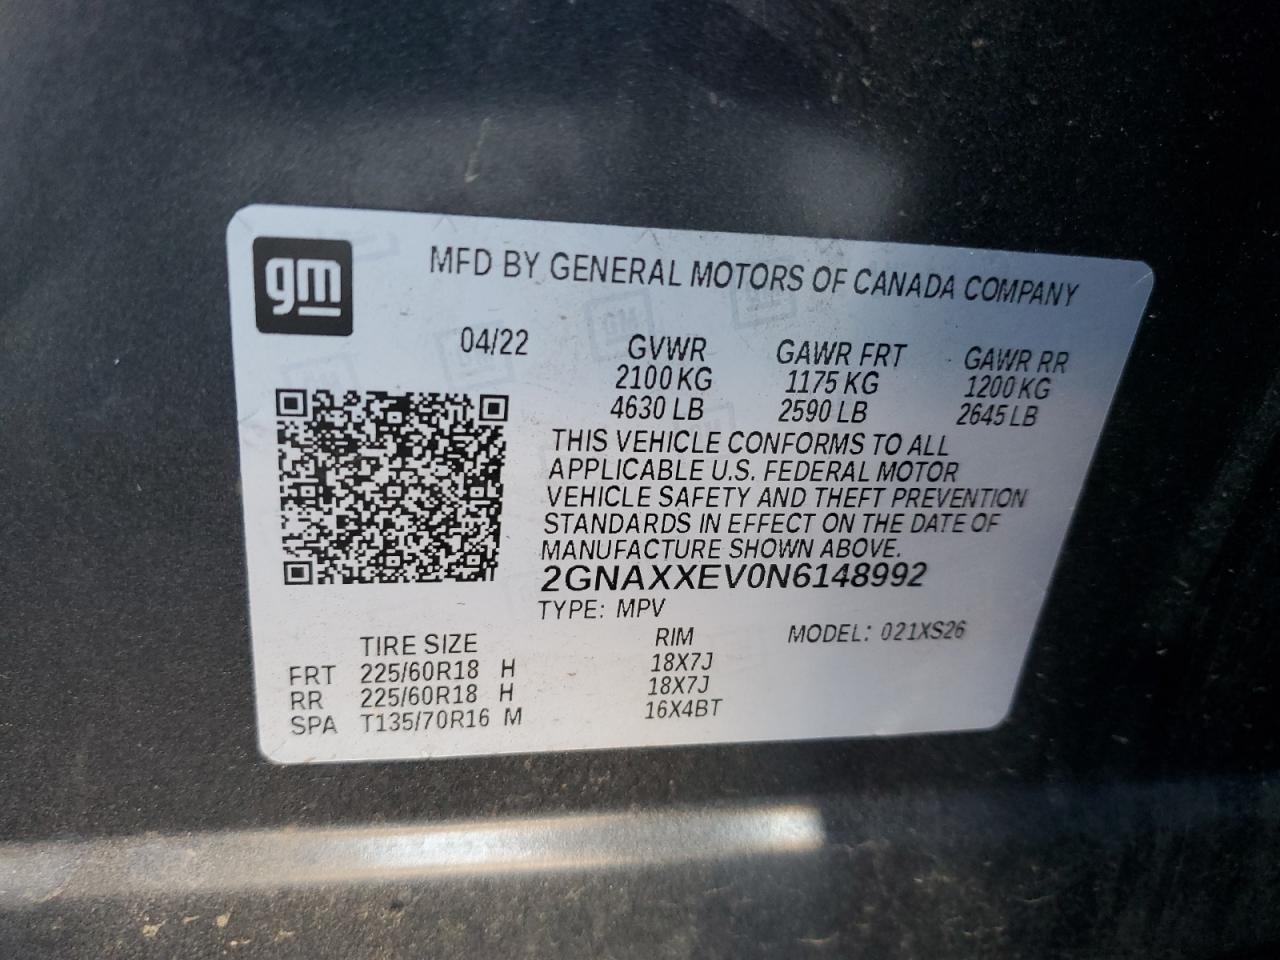 gm
MFD BY GENERAL MOTORS OF CANADA COMPANY
04/22 GVWR GAWR FRT GAWR RR
2100 KG 1175 KG 1200 KG
4630 LB 2590 LB 2645 LB
THIS VEHICLE CONFORMS TO ALL
APPLICABLE U.S. FEDERAL MOTOR
VEHICLE SAFETY AND THEFT PREVENTION
STANDARDS IN EFFECT ON THE DATE OF
MANUFACTURE SHOWN ABOVE.
2GNAXXEV0N6148992
TYPE: MPV
TIRE SIZE RIM MODEL: 021XS26
FRT 225/60R18 H 18X7J
RR 225/60R18 H 18X7J
SPA T135/70R16 M 16X4BT